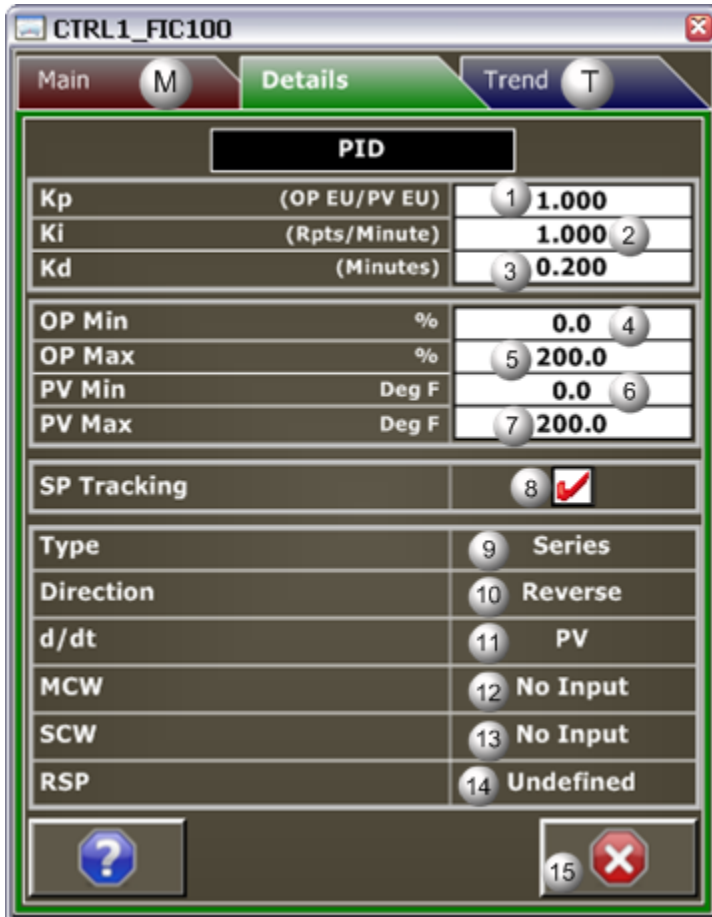 CTRL1_FIC100
Main M Details Trend T
PID
Kp (OP EU/PV EU) 1 1.000
Ki (Rpts/Minute) 1.000 2
Kd (Minutes) 3 0.200
OP Min % 0.0 4
OP Max % 5 200.0
PV Min Deg F 0.0 6
PV Max Deg F 7 200.0
SP Tracking 8
Type 9 Series
Direction 10 Reverse
d/dt 11 PV
MCW 12 No Input
SCW 13 No Input
RSP 14 Undefined
? 15